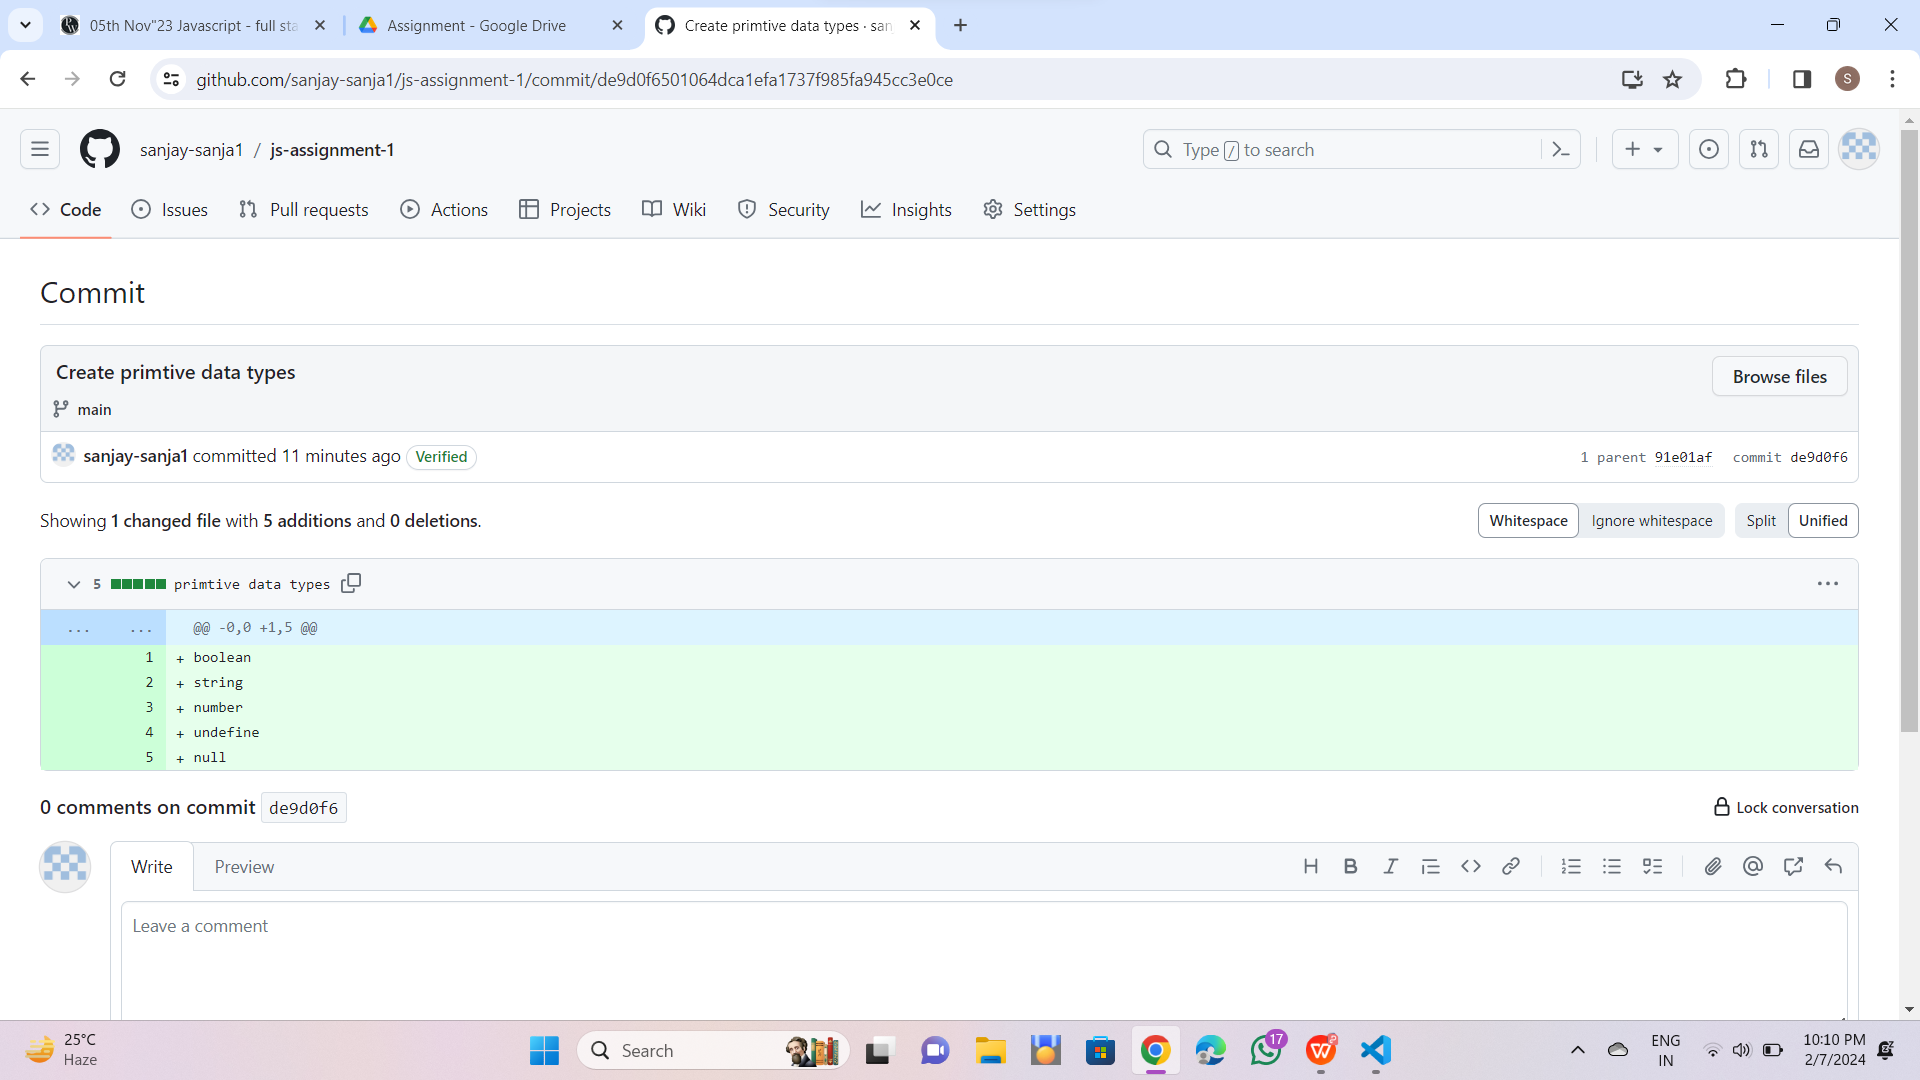 05th Nov"23 Javascript - full sta
Assignment - Google Drive
Create primtive data types · san
github.com/sanjay-sanja1/js-assignment-1/commit/de9d0f6501064dca1efa1737f985fa945cc3e0ce
S
sanjay-sanja1 / js-assignment-1
Type / to search
Code Issues Pull requests Actions Projects Wiki Security Insights Settings
Commit
Create primtive data types
Browse files
main
sanjay-sanja1 committed 11 minutes ago Verified
1 parent 91e01af commit de9d0f6
Showing 1 changed file with 5 additions and 0 deletions.
Whitespace Ignore whitespace Split Unified
5 primtive data types
... ... @@ -0,0 +1,5 @@
1 + boolean
2 + string
3 + number
4 + undefine
5 + null
0 comments on commit de9d0f6
Lock conversation
Write Preview
Leave a comment
25°C
Haze
Search
17
ENG
IN
10:10 PM
2/7/2024